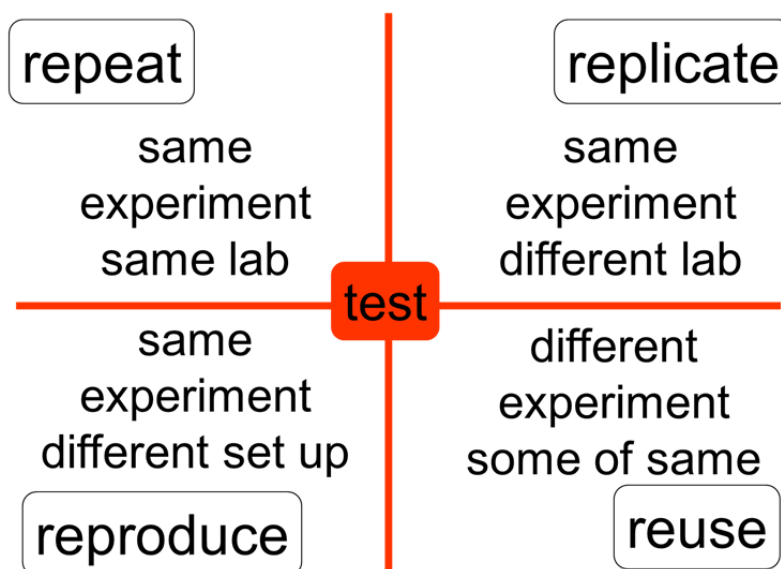 repeat
same
experiment
same lab
replicate
same
experiment
different lab
test
same
experiment
different set up
reproduce
different
experiment
some of same
reuse